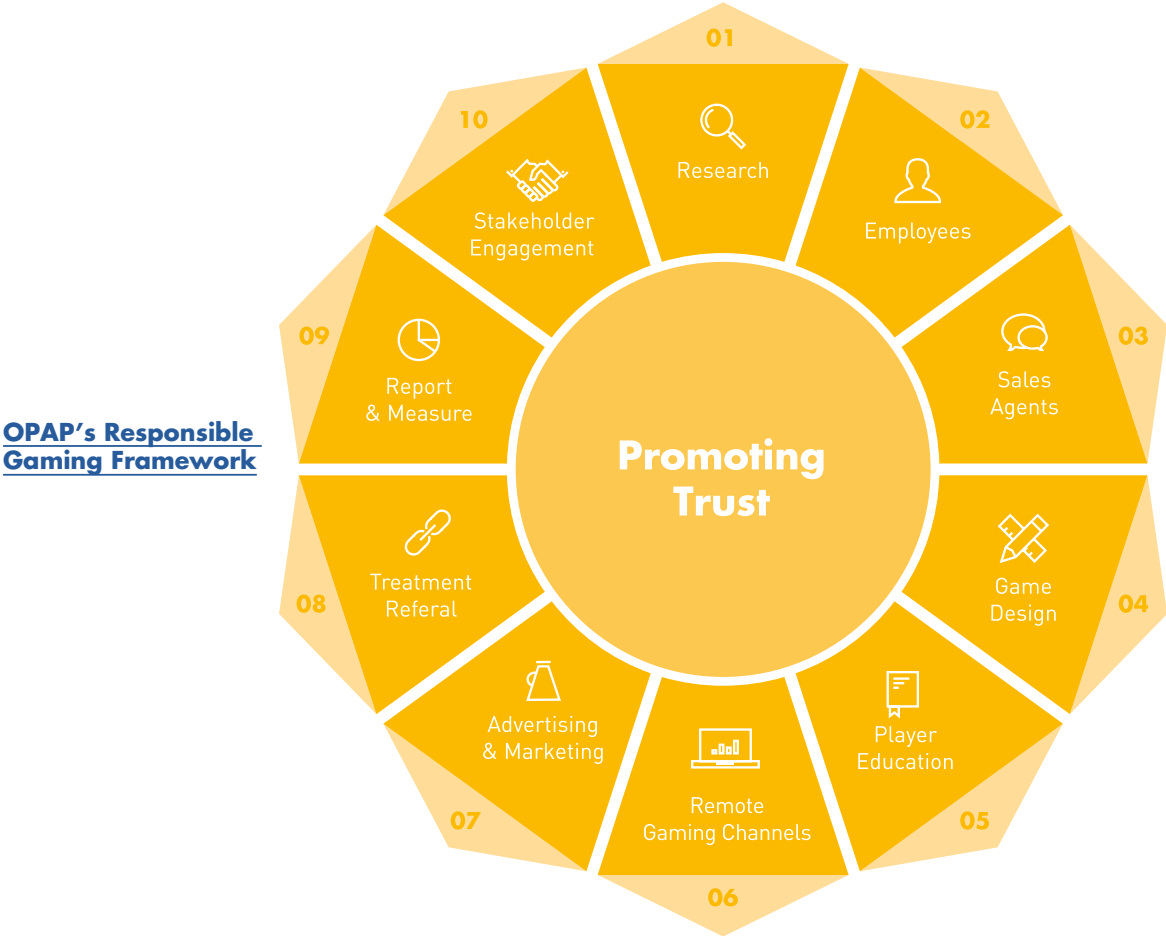 OPAP’s Responsible
Gaming Framework
Promoting
Trust
01
Research
02
Employees
03
Sales
Agents
04
Game
Design
05
Player
Education
06
Remote
Gaming Channels
07
Advertising
& Marketing
08
Treatment
Referal
09
Report
& Measure
10
Stakeholder
Engagement